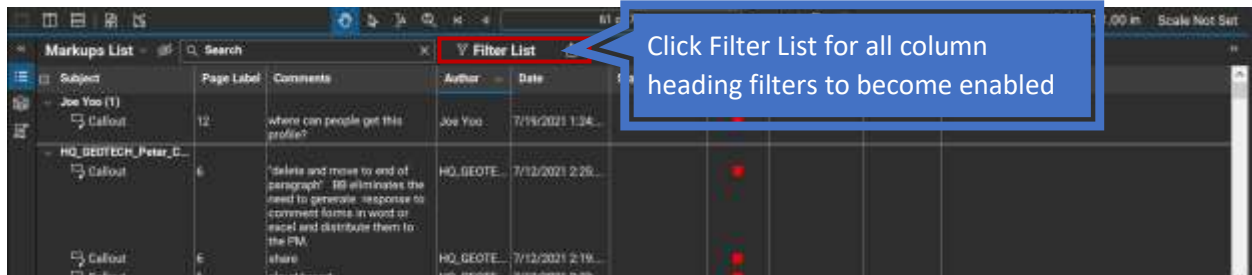 61 o
.00 in Scale Not Set
Markups List Search × Filter List
Click Filter List for all column
heading filters to become enabled
Subject Page Label Comments Author Date
Joe Yoo (1)
Callout 12 where can people get this Joe Yoo 7/19/2021 1:24:...
profile?
HQ_GEOTECH_Peter_C...
Callout 6 "delete and move to end of HQ_GEOTE... 7/12/2021 2:25:...
paragraph" BB eliminates the
need to generate response to
comment forms in word or
excel and distribute them to
the PM.
Callout 6 share HQ_GEOTE... 7/12/2021 2:19:...